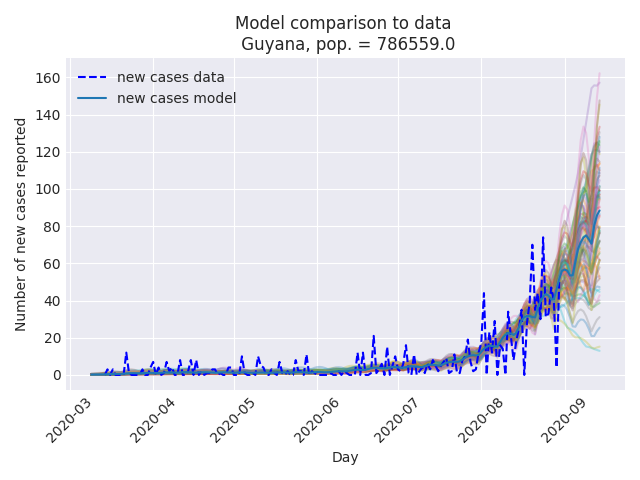 Model comparison to data
Guyana, pop. = 786559.0
new cases data
new cases model
Number of new cases reported
160
140
120
100
80
60
40
20
0
2020-03
2020-04
2020-05
2020-06
2020-07
2020-08
2020-09
Day